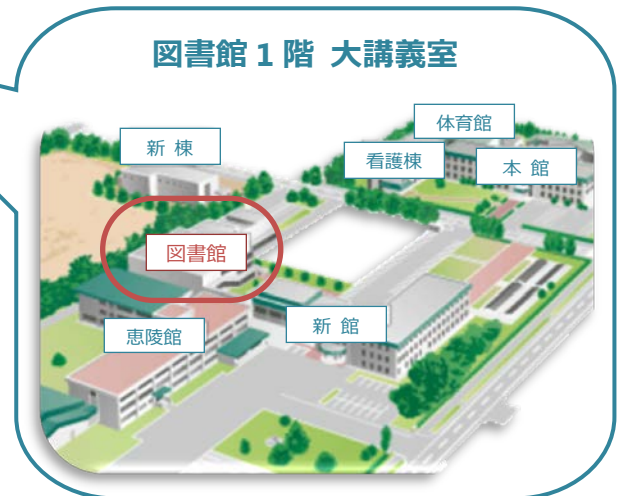 図書館 1 階 大講義室
体育館
新 棟
看護棟
本 館
図書館
新 館
恵陵館